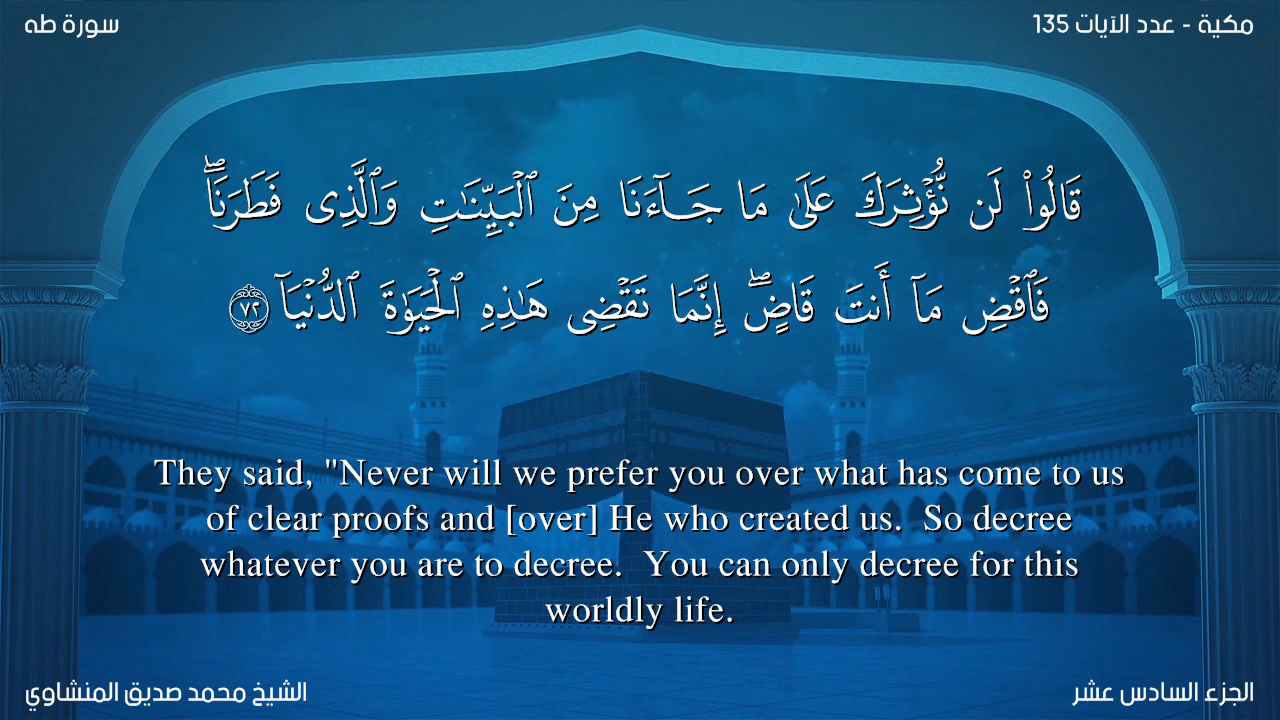 سورة طه
مكية - عدد الآيات 135
قَالُوا۟ لَن نُّؤْثِرَكَ عَلَىٰ مَا جَآءَنَا مِنَ ٱلْبَيِّنَـٰتِ وَٱلَّذِى فَطَرَنَا ۖ
فَٱقْضِ مَآ أَنتَ قَاضٍ ۖ إِنَّمَا تَقْضِى هَـٰذِهِ ٱلْحَيَوٰةَ ٱلدُّنْيَآ ٧٢
They said, "Never will we prefer you over what has come to us
of clear proofs and [over] He who created us.  So decree
whatever you are to decree.  You can only decree for this
worldly life.
الشيخ محمد صديق المنشاوي
الجزء السادس عشر